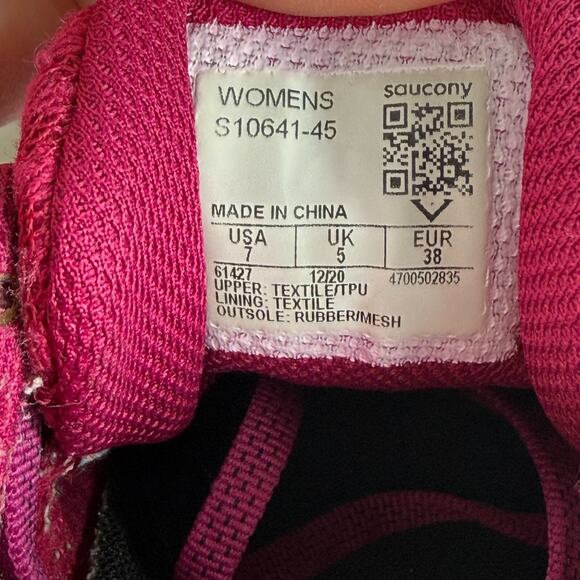 WOMENS
saucony
S10641-45
MADE IN CHINA
USA UK EUR
7 5 38
61427 12/20 4700502835
UPPER: TEXTILE/TPU
LINING: TEXTILE
OUTSOLE: RUBBER/MESH